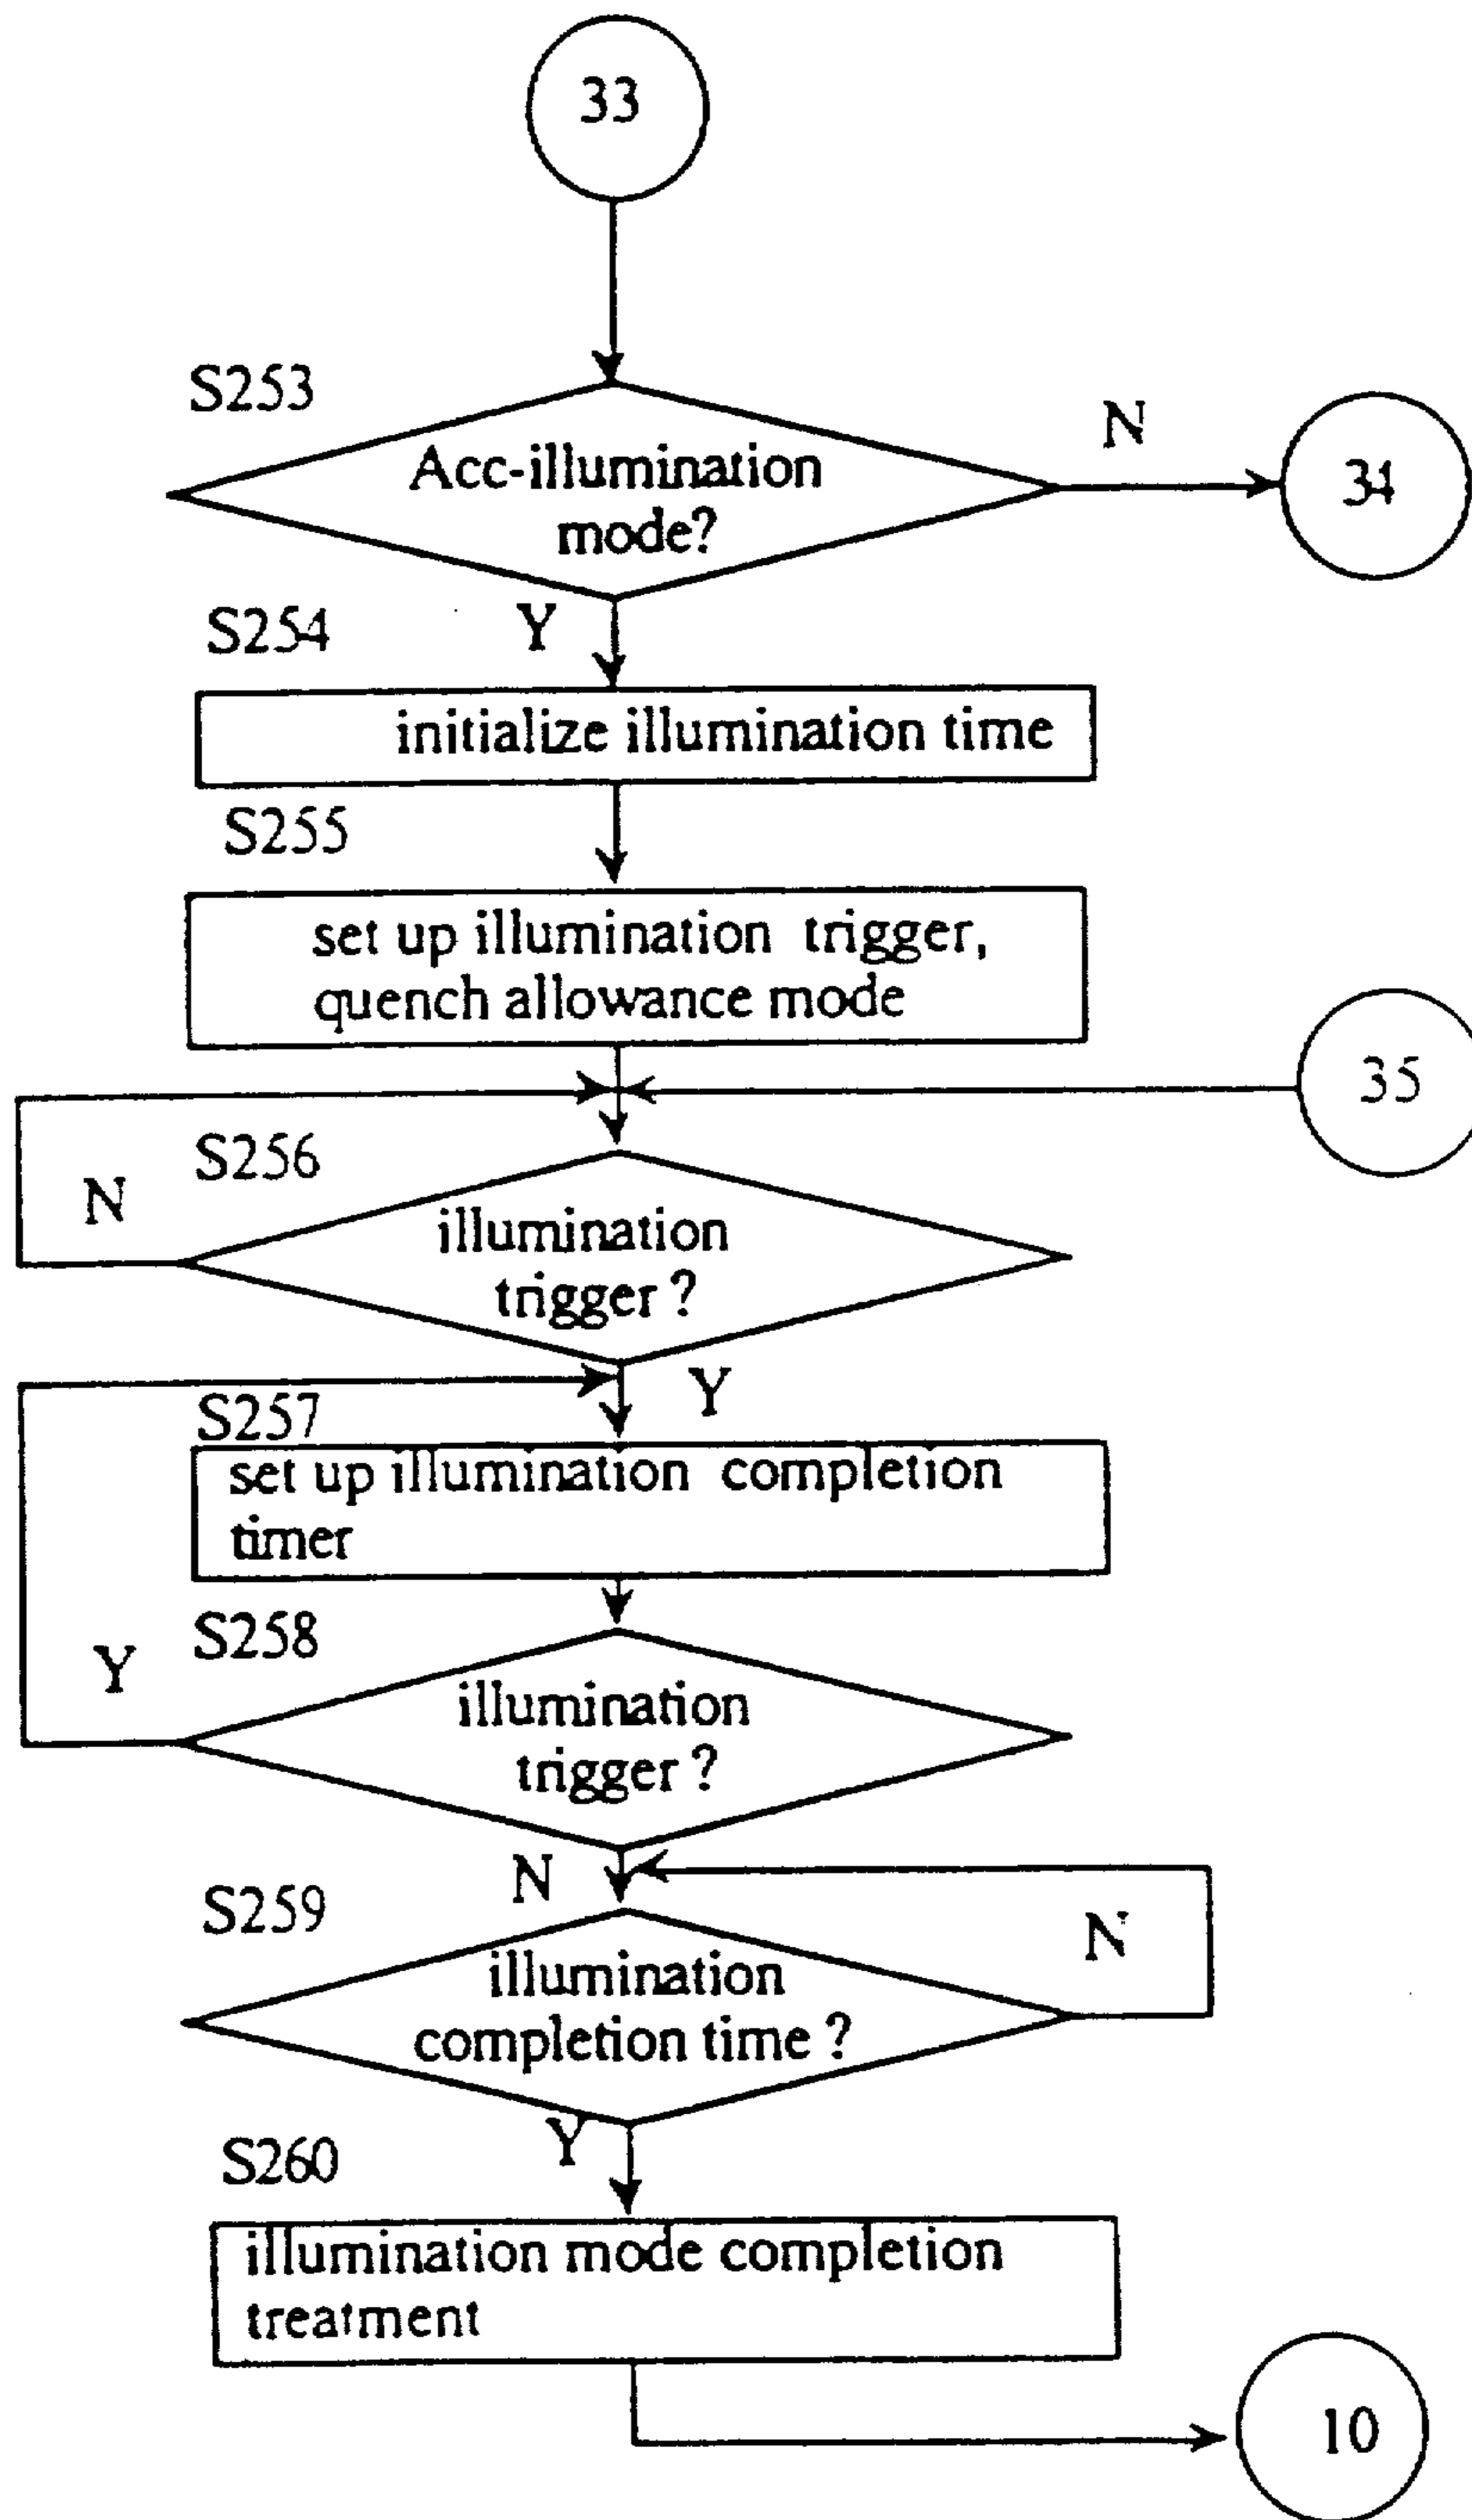 33
S253
Acc-illumination
mode?
N
34
S254
Y
initialize illumination time
S255
set up illumination trigger,
quench allowance mode
35
S256
N
illumination
trigger ?
Y
S257
set up illumination completion
timer
S258
Y
illumination
trigger ?
N
S259
N
illumination
completion time ?
Y
S260
illumination mode completion
treatment
10